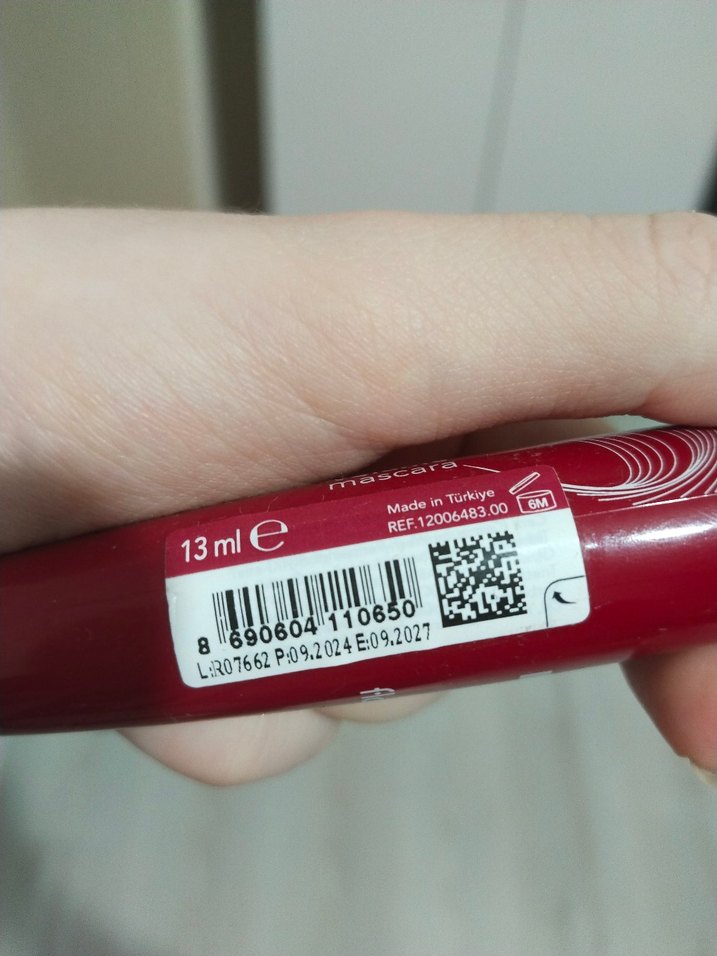 mascara
Made in Türkiye
REF.12006483.00
6M
13 ml e
8 690604 110650
L:R07662 P:09.2024 E:09.2027